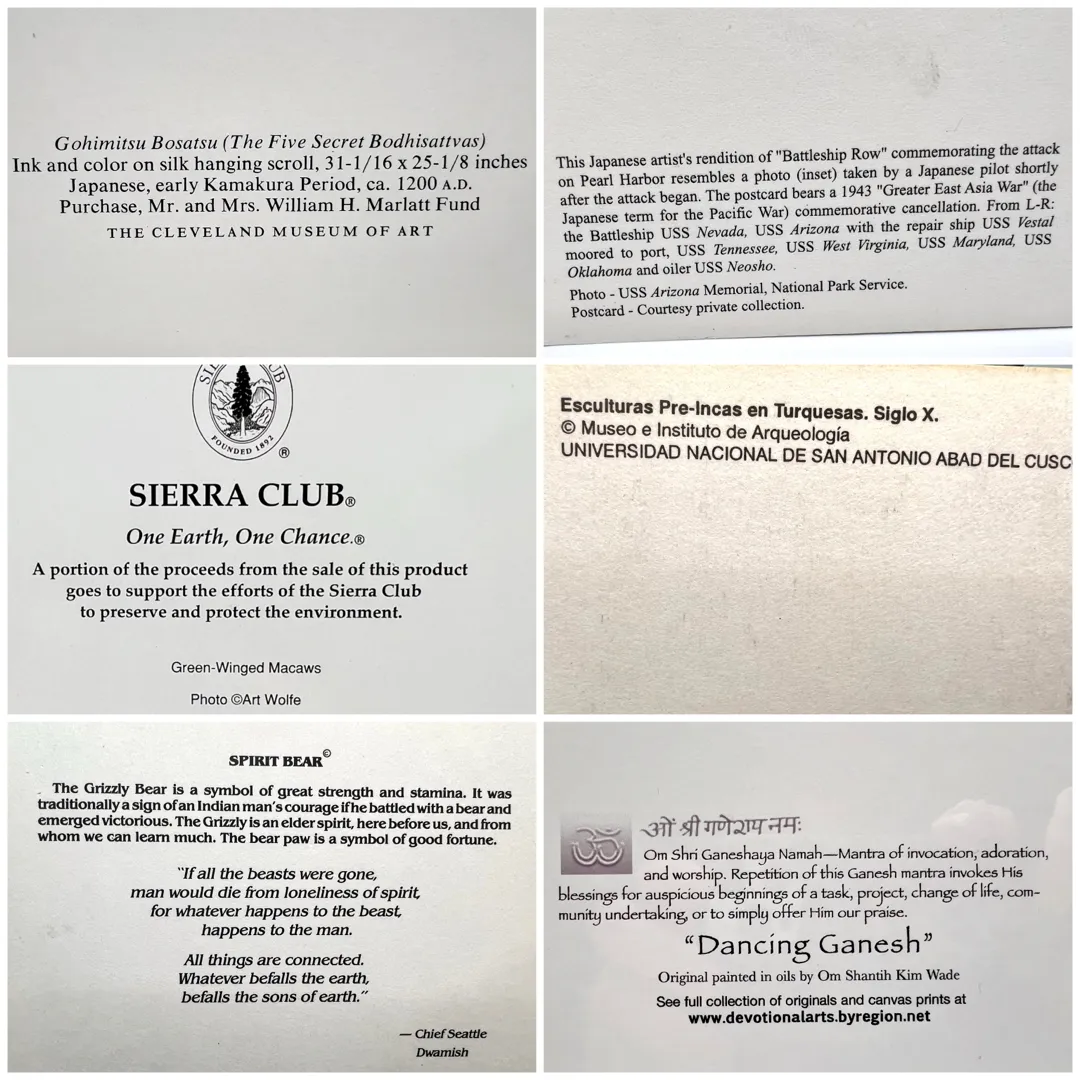 Gohimitsu Bosatsu (The Five Secret Bodhisattvas)
Ink and color on silk hanging scroll, 31-1/16 x 25-1/8 inches
Japanese, early Kamakura Period, ca. 1200 A.D.
Purchase, Mr. and Mrs. William H. Marlatt Fund
THE CLEVELAND MUSEUM OF ART
This Japanese artist's rendition of "Battleship Row" commemorating the attack
on Pearl Harbor resembles a photo (inset) taken by a Japanese pilot shortly
after the attack began. The postcard bears a 1943 "Greater East Asia War" (the
Japanese term for the Pacific War) commemorative cancellation. From L-R:
the Battleship USS Nevada, USS Arizona with the repair ship USS Vestal
moored to port, USS Tennessee, USS West Virginia, USS Maryland, USS
Oklahoma and oiler USS Neosho.
Photo - USS Arizona Memorial, National Park Service.
Postcard - Courtesy private collection.
FOUNDED 1892 ®
SIERRA CLUB®
One Earth, One Chance.®
A portion of the proceeds from the sale of this product
goes to support the efforts of the Sierra Club
to preserve and protect the environment.
Green-Winged Macaws
Photo ©Art Wolfe
Esculturas Pre-Incas en Turquesas. Siglo X.
© Museo e Instituto de Arqueología
UNIVERSIDAD NACIONAL DE SAN ANTONIO ABAD DEL CUSC
SPIRIT BEAR©
The Grizzly Bear is a symbol of great strength and stamina. It was
traditionally a sign of an Indian man's courage if he battled with a bear and
emerged victorious. The Grizzly is an elder spirit, here before us, and from
whom we can learn much. The bear paw is a symbol of good fortune.
"If all the beasts were gone,
man would die from loneliness of spirit,
for whatever happens to the beast,
happens to the man.
All things are connected.
Whatever befalls the earth,
befalls the sons of earth."
— Chief Seattle
Dwamish
ॐ
ओं श्री गणेशाय नमः
Om Shri Ganeshaya Namah—Mantra of invocation, adoration,
and worship. Repetition of this Ganesh mantra invokes His
blessings for auspicious beginnings of a task, project, change of life, com-
munity undertaking, or to simply offer Him our praise.
"Dancing Ganesh"
Original painted in oils by Om Shantih Kim Wade
See full collection of originals and canvas prints at
www.devotionalarts.byregion.net